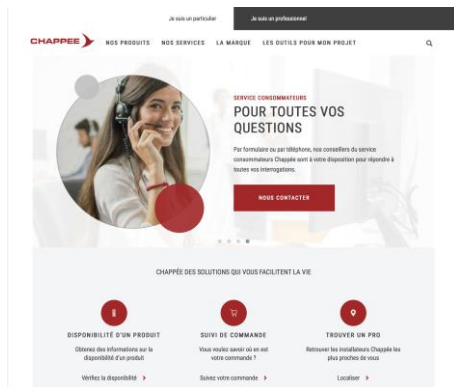 Je suis un particulier
Je suis un professionnel
CHAPPEE
NOS PRODUITS
NOS SERVICES
LA MARQUE
LES OUTILS POUR MON PROJET
SERVICE CONSOMMATEURS
POUR TOUTES VOS
QUESTIONS
Par formulaire ou par téléphone, nos conseillers du service
consommateurs Chappée sont à votre disposition pour répondre à
toutes vos interrogations.
NOUS CONTACTER
CHAPPÉE DES SOLUTIONS QUI VOUS FACILITENT LA VIE
DISPONIBILITÉ D'UN PRODUIT
Obtenez des informations sur la
disponibilité d'un produit
Vérifiez la disponibilité
SUIVI DE COMMANDE
Vous voulez savoir où en est
votre commande ?
Suivez votre commande
TROUVER UN PRO
Retrouver les installateurs Chappée les
plus proches de vous
Localiser